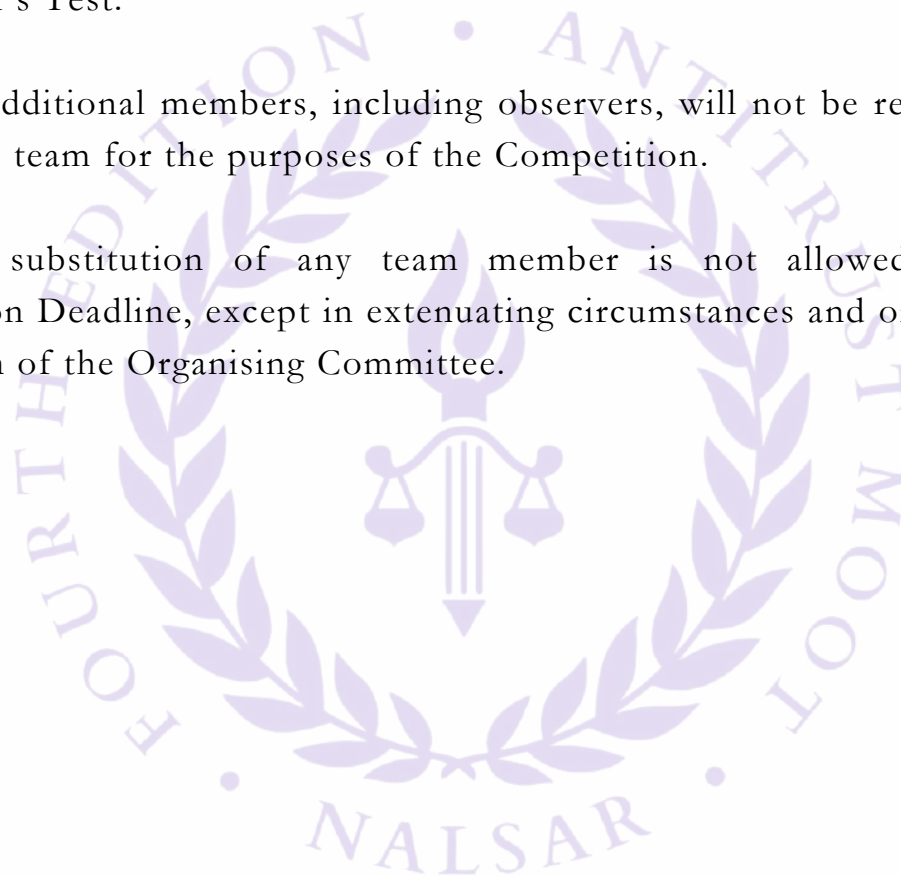 's Test.
dditional members, including observers, will not be re
team for the purposes of the Competition.
substitution of any team member is not allowed
on Deadline, except in extenuating circumstances and o
n of the Organising Committee.
FOURTH EDITION • ANTITRUST MOOT • NALSAR •